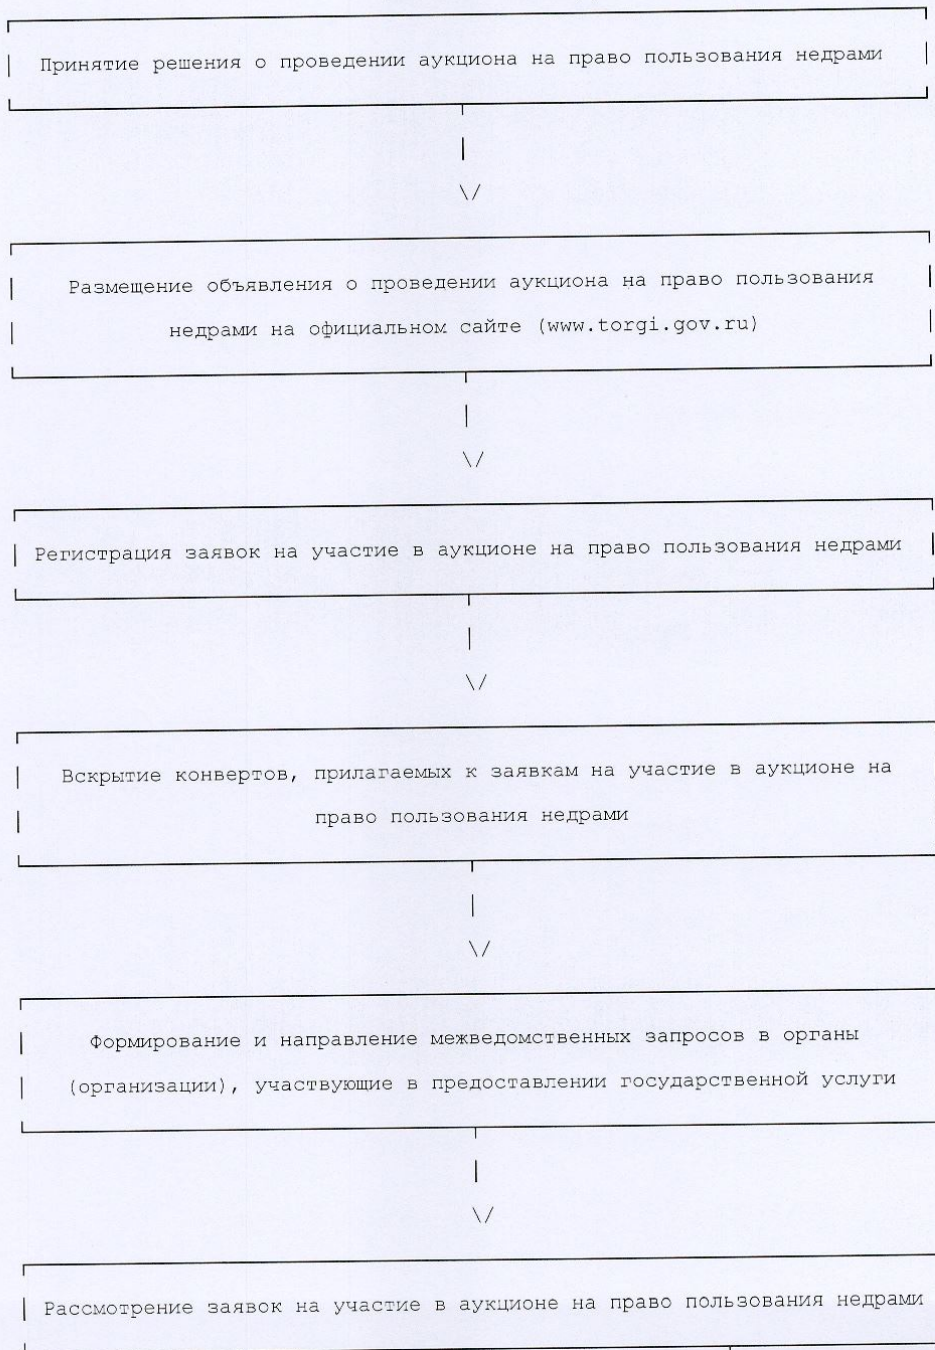 Принятие решения о проведении аукциона на право пользования недрами
Размещение объявления о проведении аукциона на право пользования
недрами на официальном сайте (www.torgi.gov.ru)
Регистрация заявок на участие в аукционе на право пользования недрами
Вскрытие конвертов, прилагаемых к заявкам на участие в аукционе на
право пользования недрами
Формирование и направление межведомственных запросов в органы
(организации), участвующие в предоставлении государственной услуги
Рассмотрение заявок на участие в аукционе на право пользования недрами